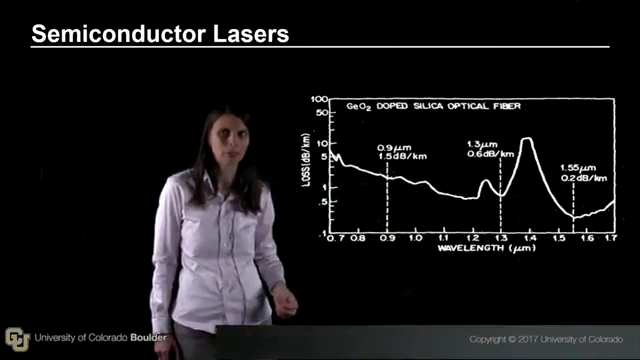 Semiconductor Lasers
GeO2 DOPED SILICA OPTICAL FIBER
LOSS (dB/km)
100
50
10
5
1
.5
.1
0.9μm
1.5dB/km
1.3μm
0.6dB/km
1.55μm
0.2dB/km
0.7 0.8 0.9 1.0 1.1 1.2 1.3 1.4 1.5 1.6 1.7
WAVELENGTH (μm)
CU
University of Colorado Boulder
Copyright © 2017 University of Colorado